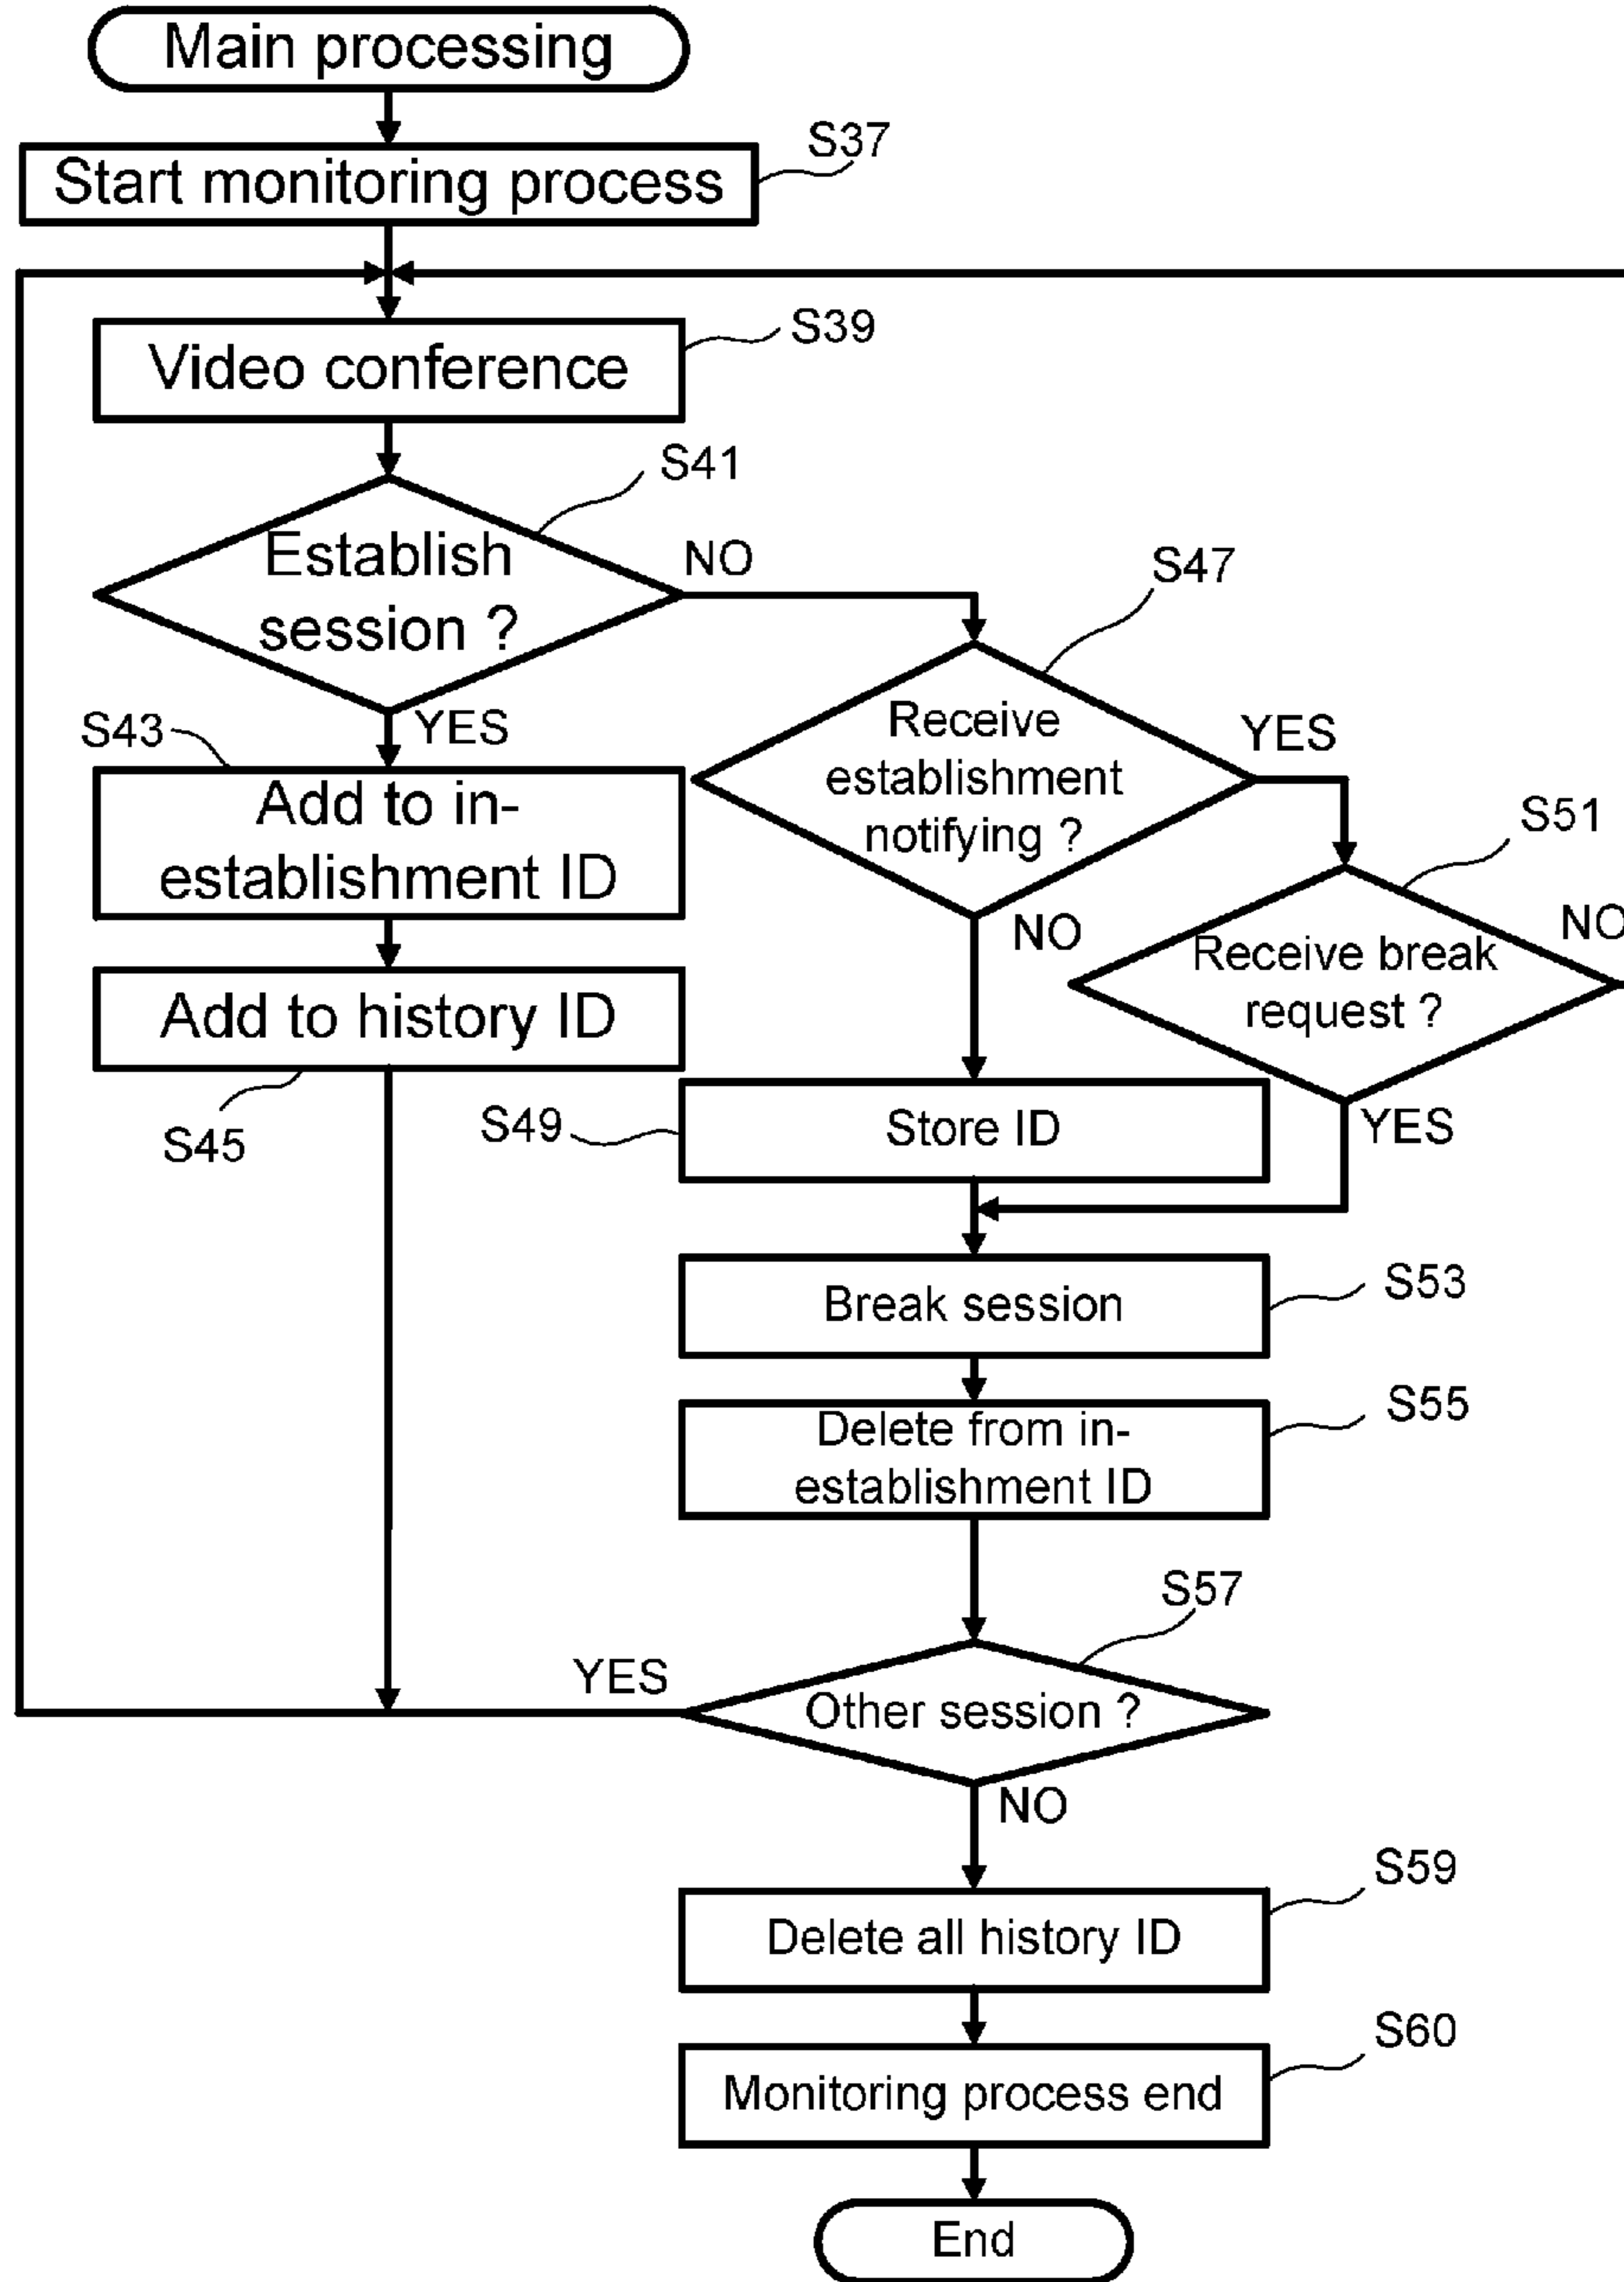 Main processing
S37
Start monitoring process
S39
Video conference
S41
Establish
session ?
NO
S47
Receive
establishment
notifying ?
YES
S43
YES
Add to in-
establishment ID
S51
NO
Receive break
request ?
NO
Add to history ID
S45
S49
Store ID
YES
Break session
S53
Delete from in-
establishment ID
S55
S57
YES
Other session ?
NO
S59
Delete all history ID
S60
Monitoring process end
End